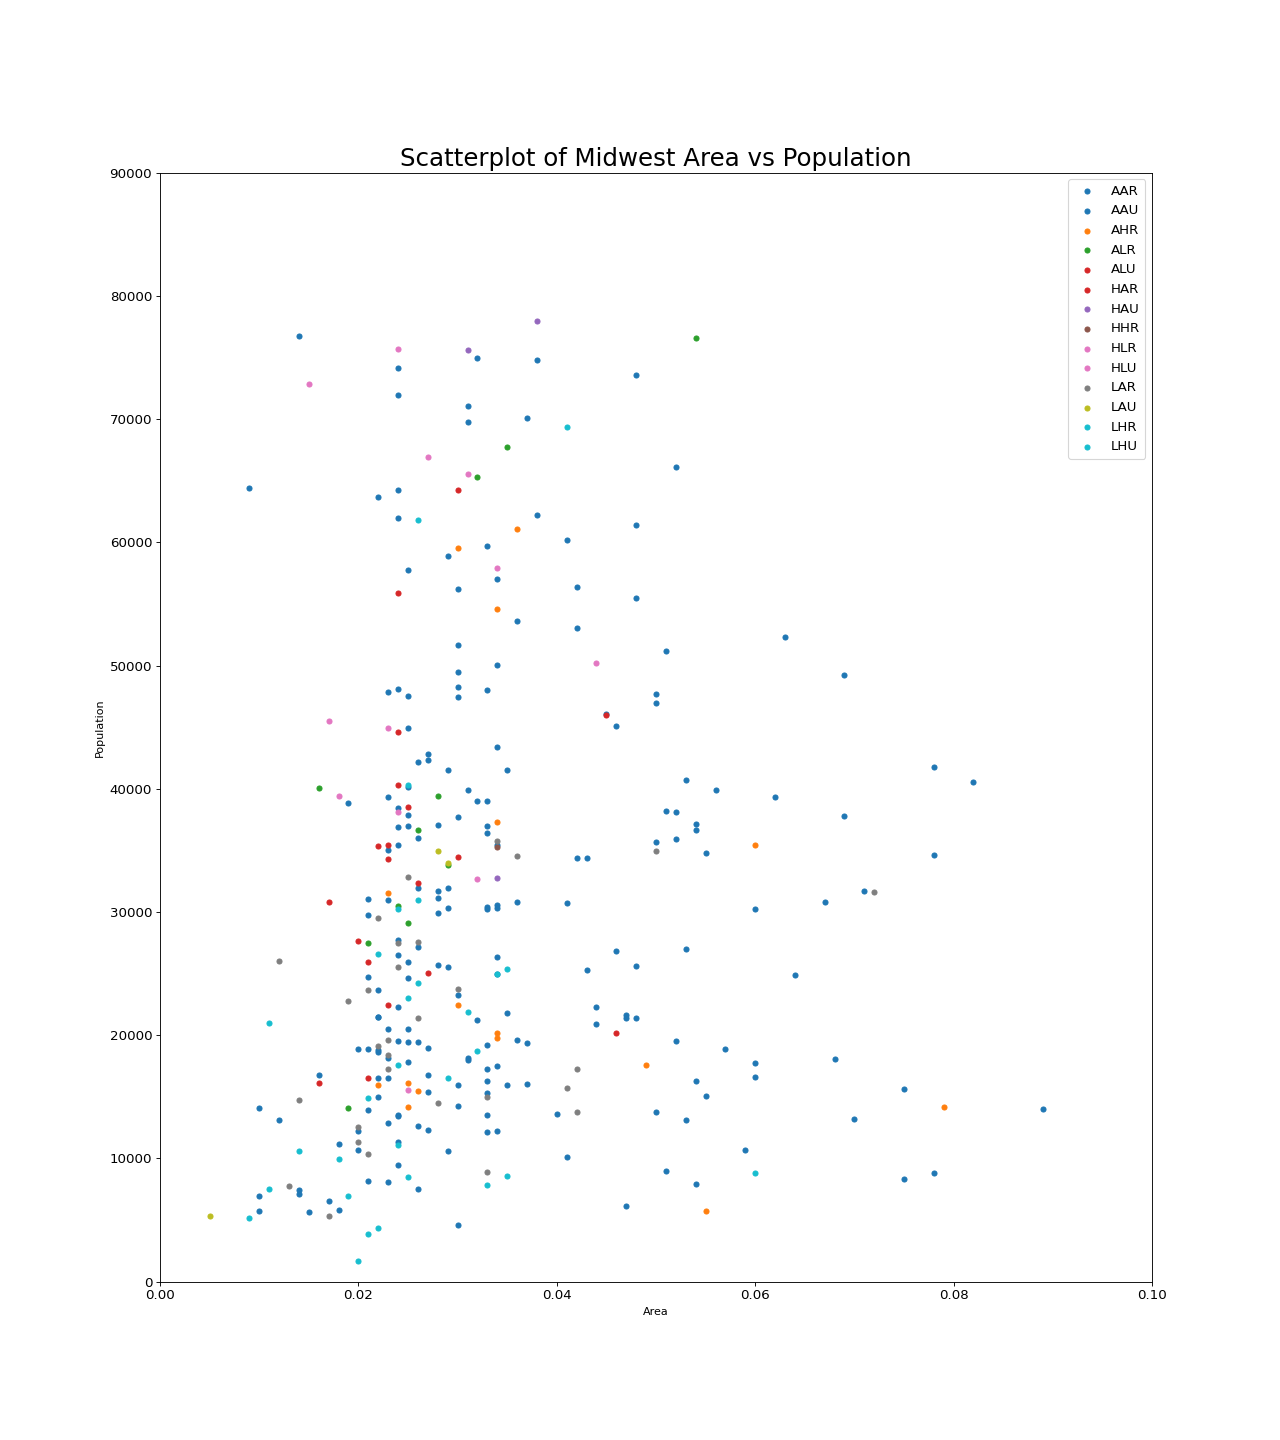 Scatterplot of Midwest Area vs Population
90000
80000
70000
60000
50000
40000
30000
20000
10000
0
Population
AAR
AAU
AHR
ALR
ALU
HAR
HAU
HHR
HLR
HLU
LAR
LAU
LHR
LHU
0.00 0.02 0.04 0.06 0.08 0.10
Area